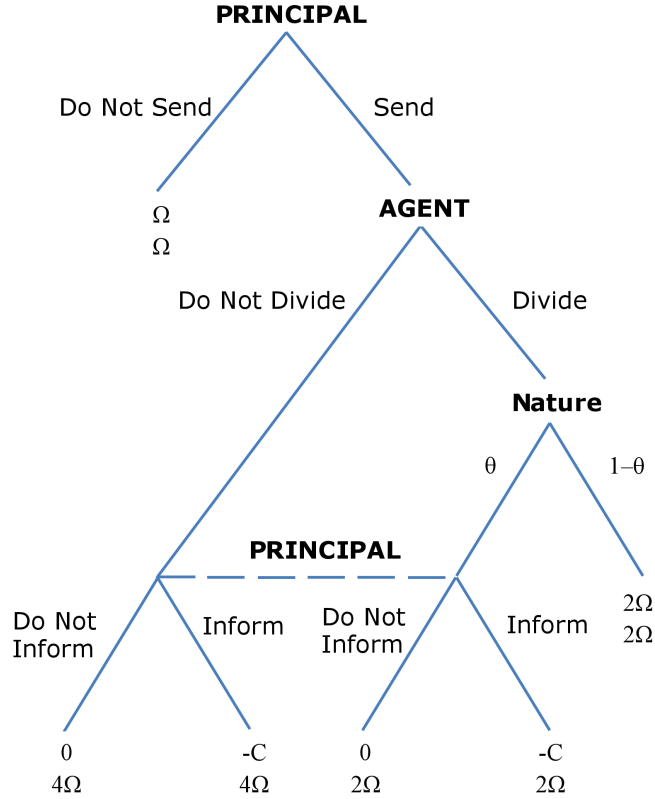 PRINCIPAL
Do Not Send
Send
Ω
Ω
AGENT
Do Not Divide
Divide
Nature
θ
1–θ
PRINCIPAL
2Ω
2Ω
Do Not
Inform
Inform
Do Not
Inform
Inform
0
4Ω
-C
4Ω
0
2Ω
-C
2Ω